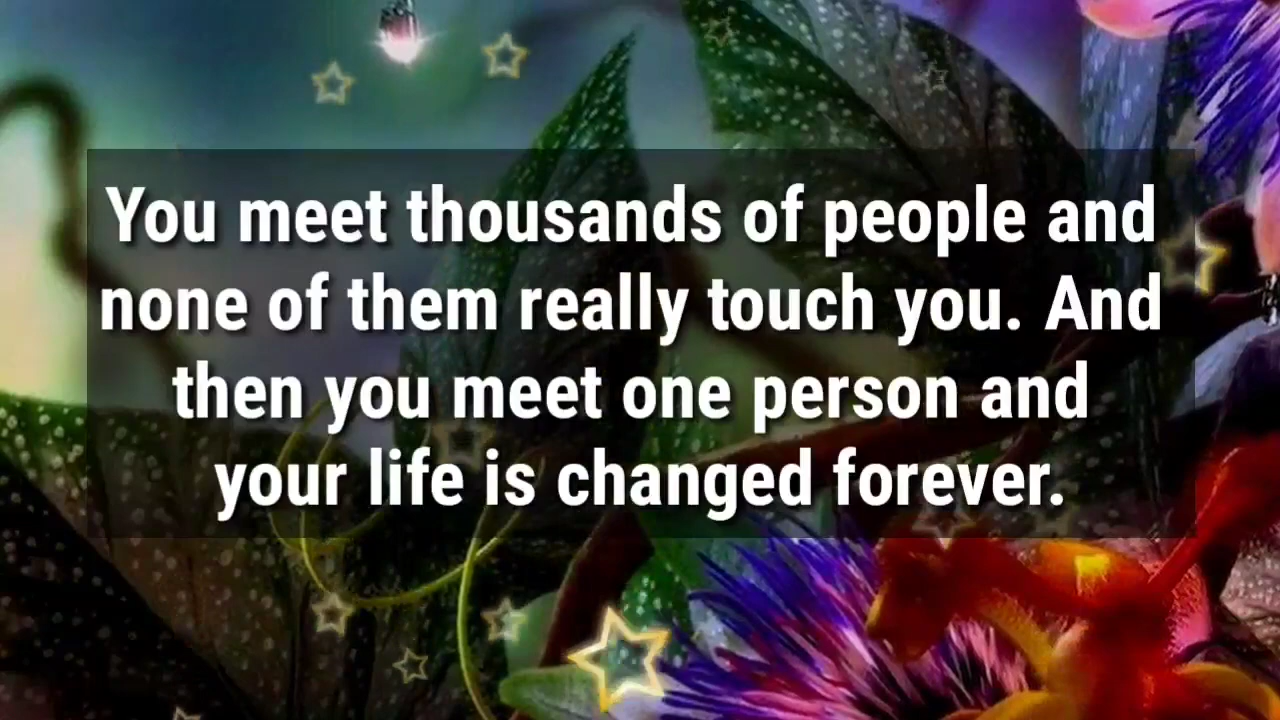 You meet thousands of people and
none of them really touch you. And
then you meet one person and
your life is changed forever.